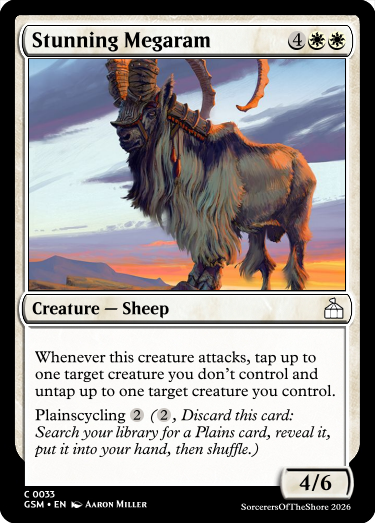 Stunning Megaram 4
Creature — Sheep
Whenever this creature attacks, tap up to
one target creature you don't control and
untap up to one target creature you control.
Plainscycling 2 (2, Discard this card:
Search your library for a Plains card, reveal it,
put it into your hand, then shuffle.)
4/6
C 0033
GSM • EN Aaron Miller
SorcerersOfTheShore 2026